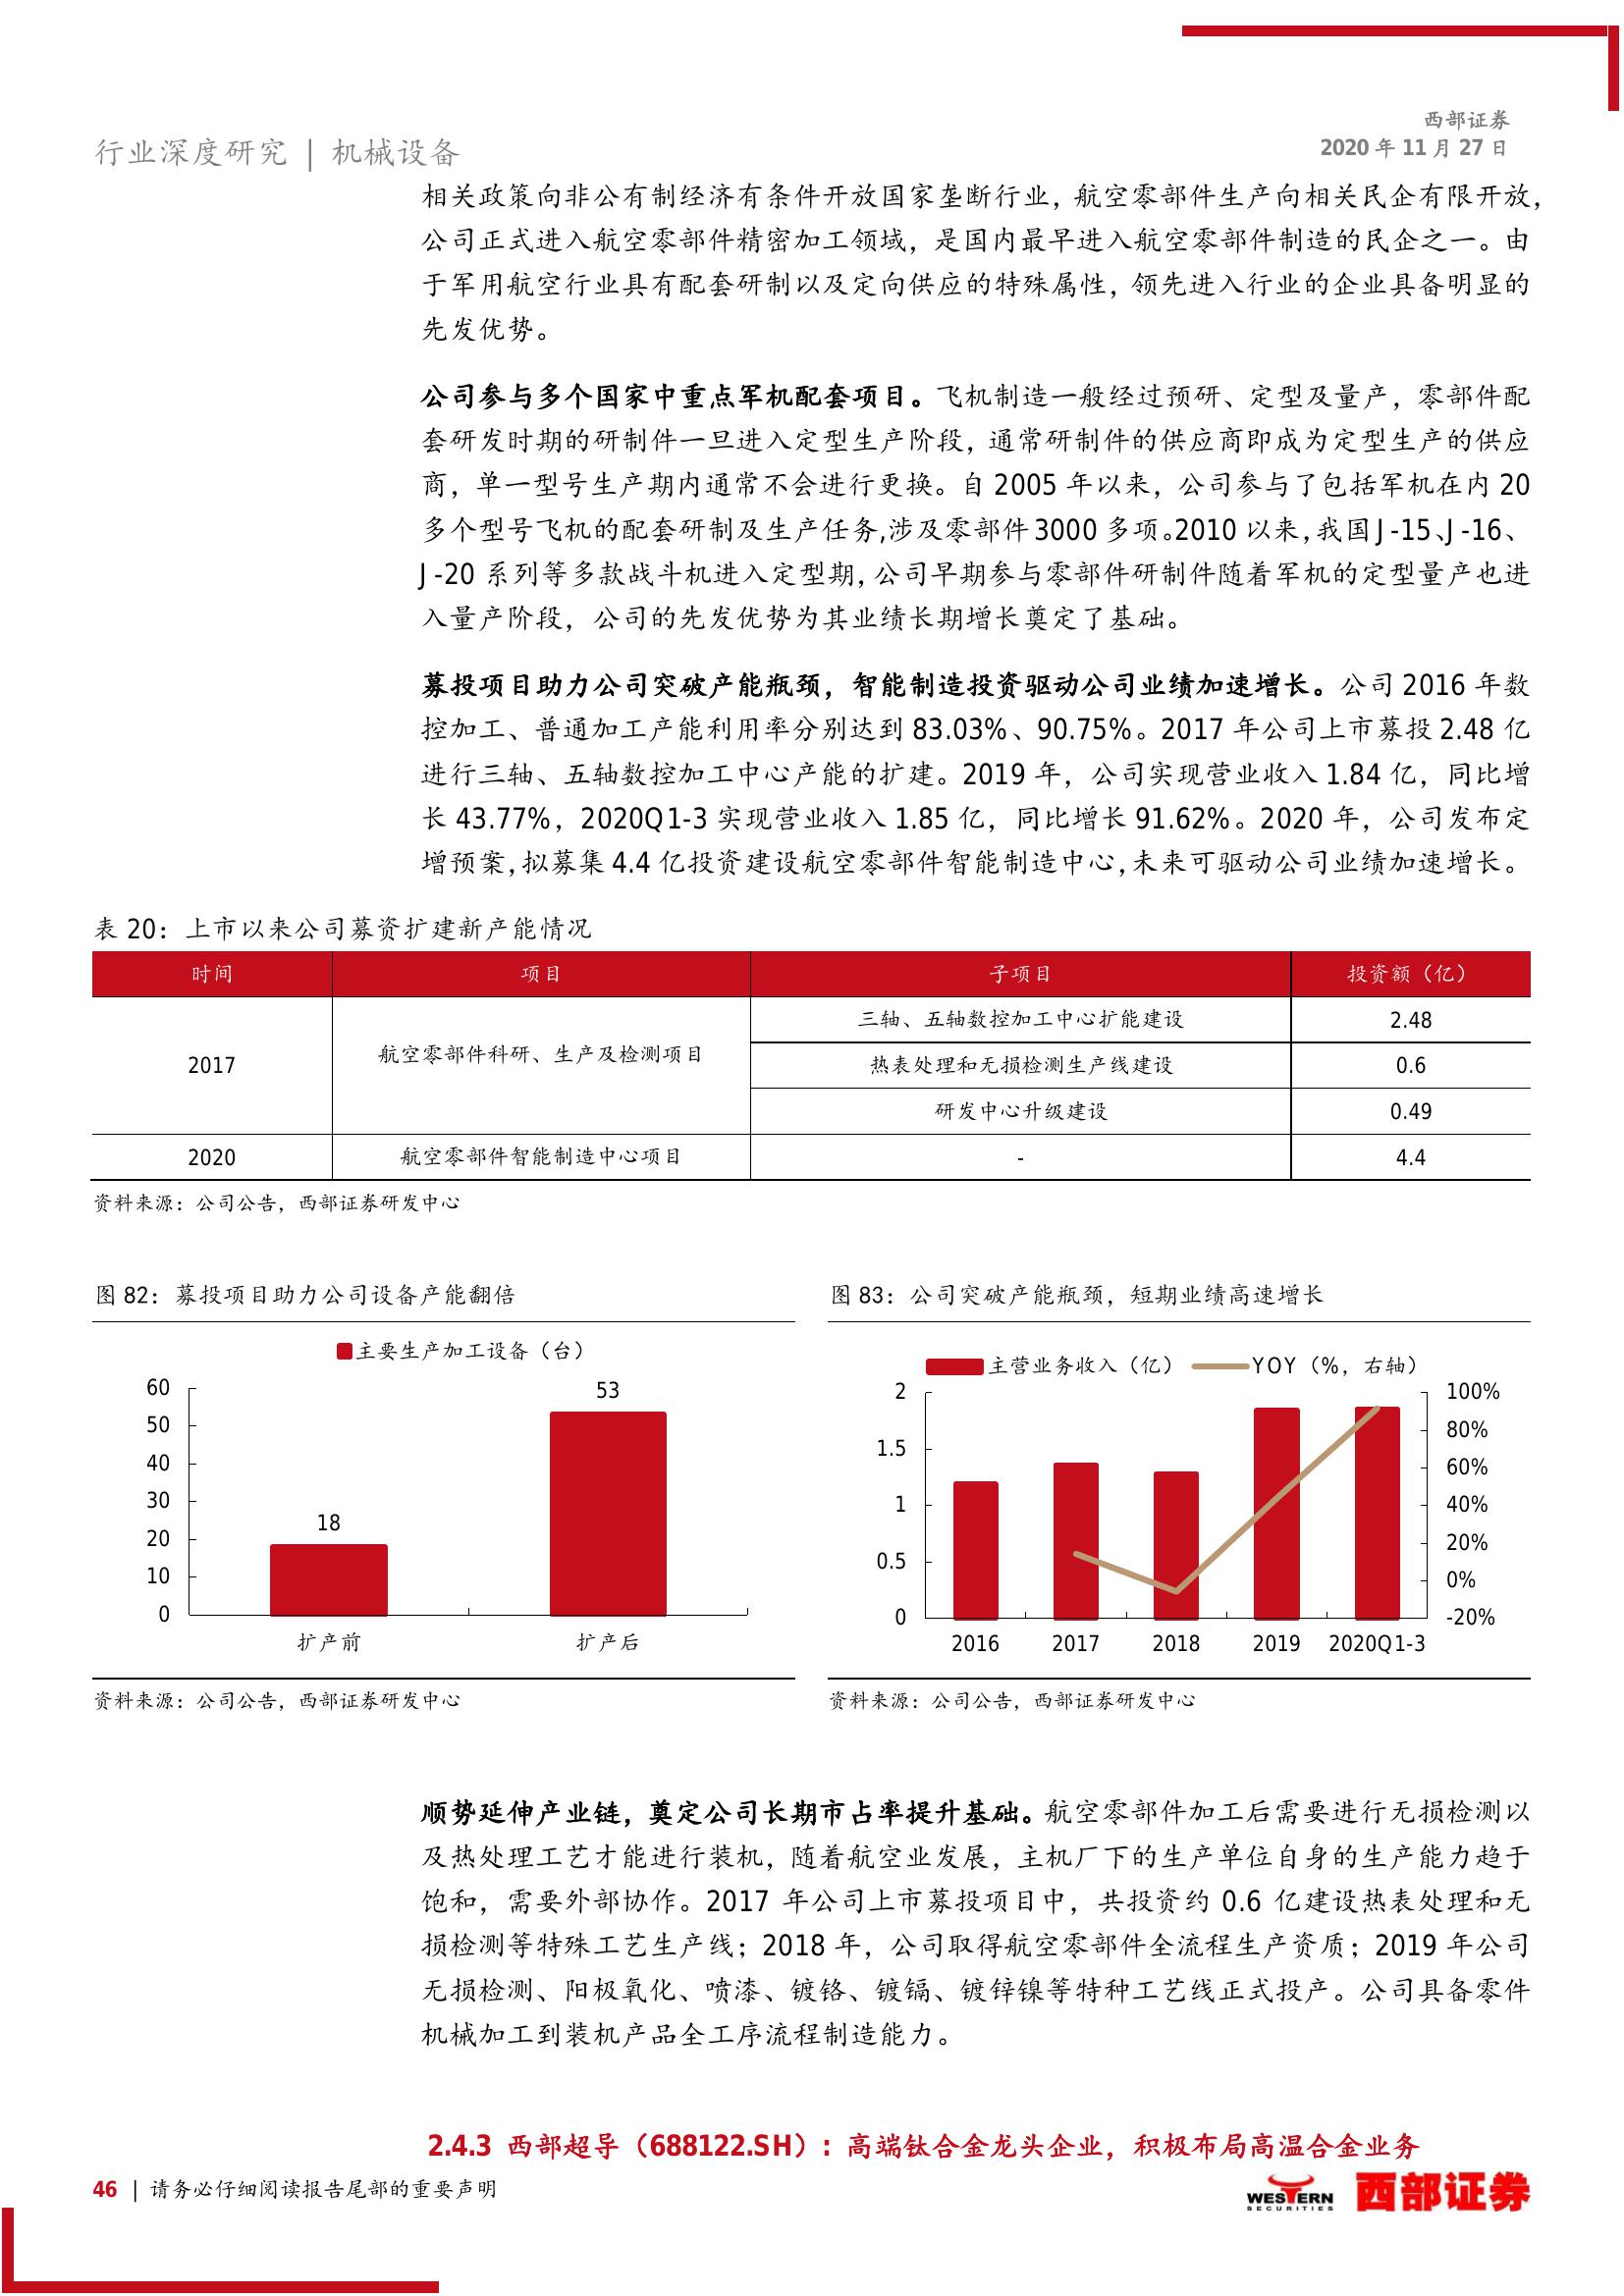 西部证券
行业深度研究 | 机械设备
2020 年 11 月 27 日
相关政策向非公有制经济有条件开放国家垄断行业，航空零部件生产向相关民企有限开放，
公司正式进入航空零部件精密加工领域，是国内最早进入航空零部件制造的民企之一。由
于军用航空行业具有配套研制以及定向供应的特殊属性，领先进入行业的企业具备明显的
先发优势。
公司参与多个国家中重点军机配套项目。飞机制造一般经过预研、定型及量产，零部件配
套研发时期的研制件一旦进入定型生产阶段，通常研制件的供应商即成为定型生产的供应
商，单一型号生产期内通常不会进行更换。自 2005 年以来，公司参与了包括军机在内 20
多个型号飞机的配套研制及生产任务,涉及零部件 3000 多项。2010 以来,我国 J-15、J-16、
J-20 系列等多款战斗机进入定型期,公司早期参与零部件研制件随着军机的定型量产也进
入量产阶段，公司的先发优势为其业绩长期增长奠定了基础。
募投项目助力公司突破产能瓶颈，智能制造投资驱动公司业绩加速增长。公司 2016 年数
控加工、普通加工产能利用率分别达到 83.03%、90.75%。2017 年公司上市募投 2.48 亿
进行三轴、五轴数控加工中心产能的扩建。2019 年，公司实现营业收入 1.84 亿，同比增
长 43.77%，2020Q1-3 实现营业收入 1.85 亿，同比增长 91.62%。2020 年，公司发布定
增预案,拟募集 4.4 亿投资建设航空零部件智能制造中心,未来可驱动公司业绩加速增长。
表 20：上市以来公司募资扩建新产能情况
时间 项目 子项目 投资额（亿）
2017 航空零部件科研、生产及检测项目 三轴、五轴数控加工中心扩能建设 2.48
热表处理和无损检测生产线建设 0.6
研发中心升级建设 0.49
2020 航空零部件智能制造中心项目 - 4.4
资料来源：公司公告，西部证券研发中心
图 82：募投项目助力公司设备产能翻倍
主要生产加工设备（台）
60
50
40
30
20
10
0
18
53
扩产前 扩产后
资料来源：公司公告，西部证券研发中心
图 83：公司突破产能瓶颈，短期业绩高速增长
主营业务收入（亿） YOY（%，右轴）
2
1.5
1
0.5
0
100%
80%
60%
40%
20%
0%
-20%
2016 2017 2018 2019 2020Q1-3
资料来源：公司公告，西部证券研发中心
顺势延伸产业链，奠定公司长期市占率提升基础。航空零部件加工后需要进行无损检测以
及热处理工艺才能进行装机，随着航空业发展，主机厂下的生产单位自身的生产能力趋于
饱和，需要外部协作。2017 年公司上市募投项目中，共投资约 0.6 亿建设热表处理和无
损检测等特殊工艺生产线；2018 年，公司取得航空零部件全流程生产资质；2019 年公司
无损检测、阳极氧化、喷漆、镀铬、镀镉、镀锌镍等特种工艺线正式投产。公司具备零件
机械加工到装机产品全工序流程制造能力。
2.4.3 西部超导（688122.SH）：高端钛合金龙头企业，积极布局高温合金业务
46 | 请务必仔细阅读报告尾部的重要声明
WESTERN
SECURITIES
西部证券